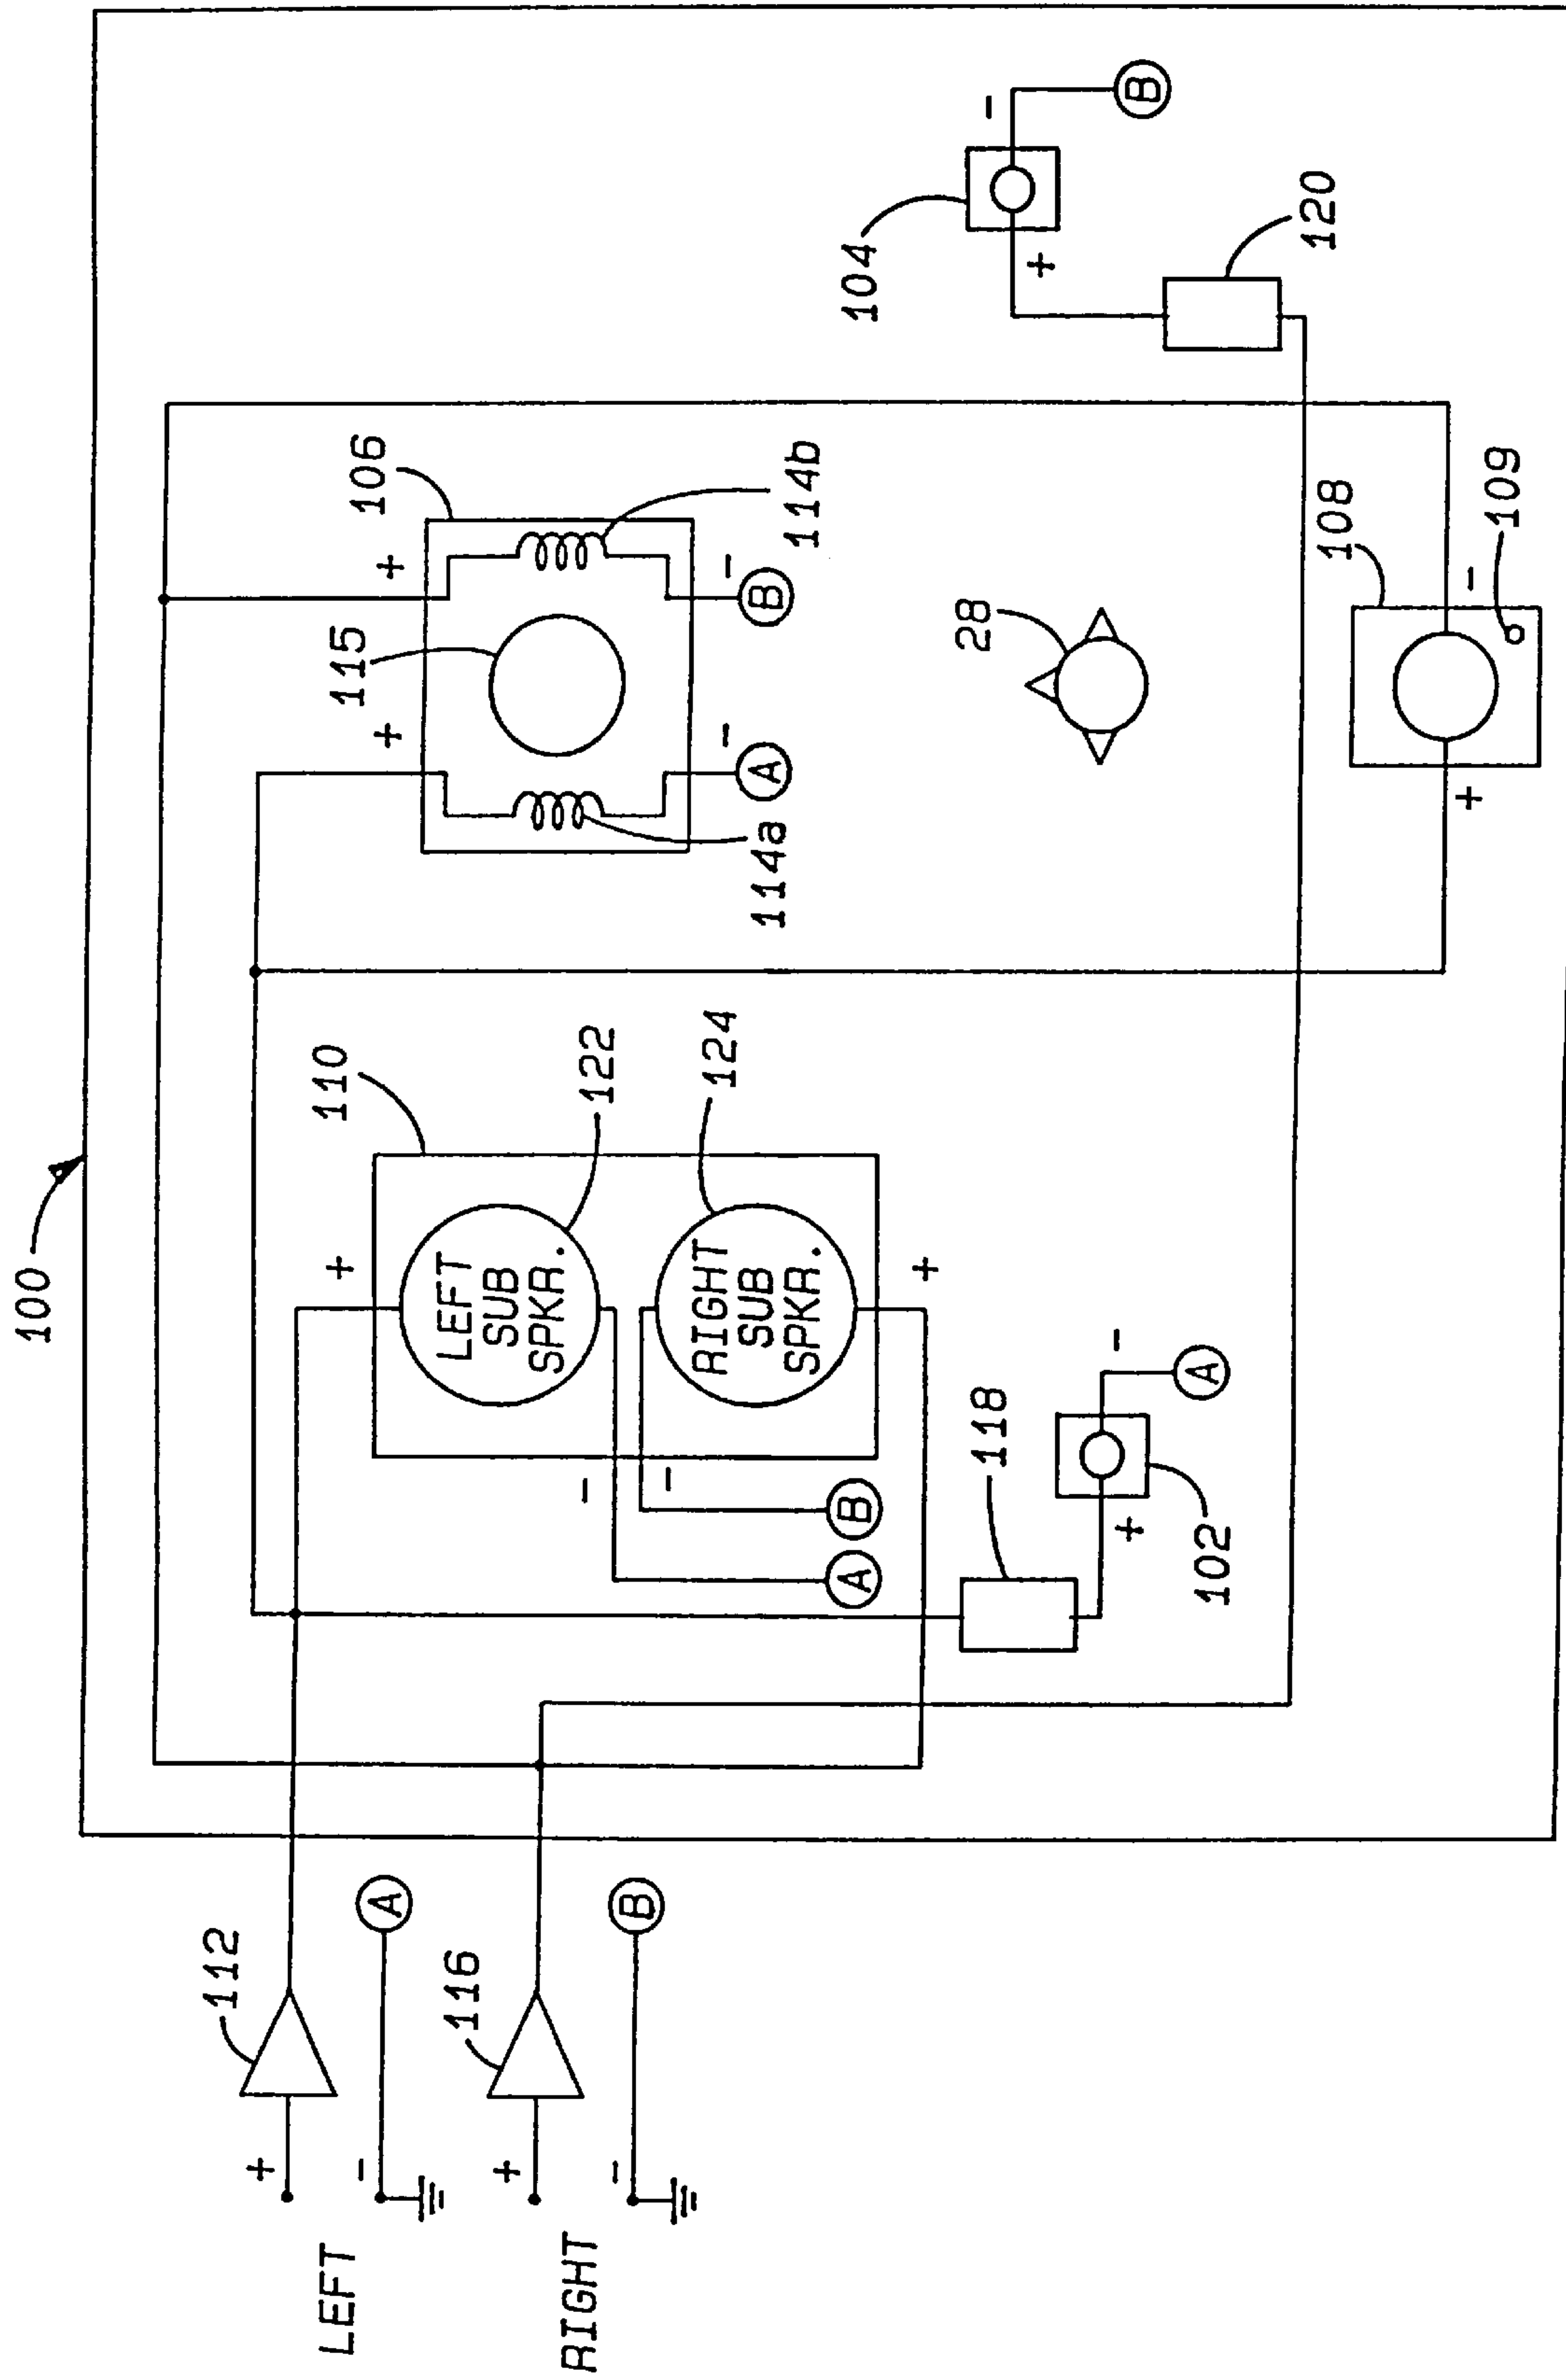 100
LEFT
+
112
-
A
RIGHT
+
116
-
B
110
+
LEFT
SUB
SPKR.
122
-
RIGHT
SUB
SPKR.
124
-
+
A
B
118
102
+
-
A
106
115
+
+
114a
114b
-
A
-
B
28
108
109
+
-
104
+
-
B
120